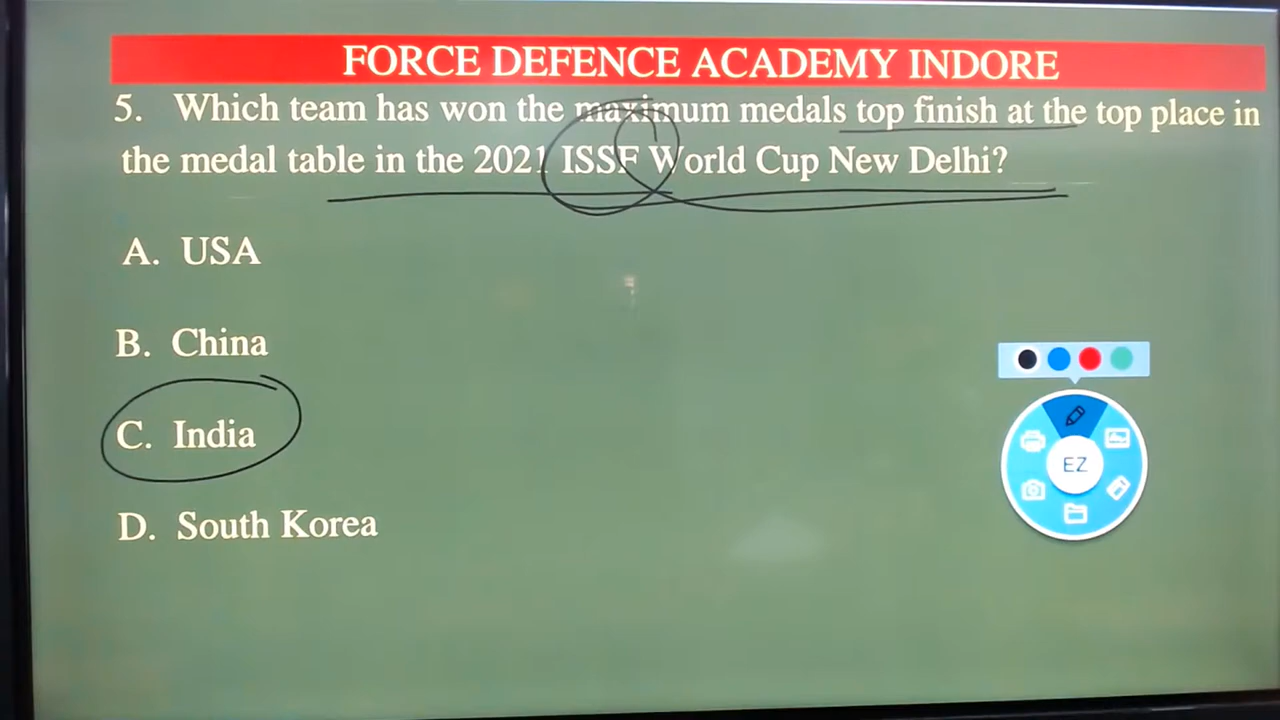 FORCE DEFENCE ACADEMY INDORE
5. Which team has won the maximum medals top finish at the top place in
the medal table in the 2021 ISSF World Cup New Delhi?
A. USA
B. China
C. India
D. South Korea
EZ